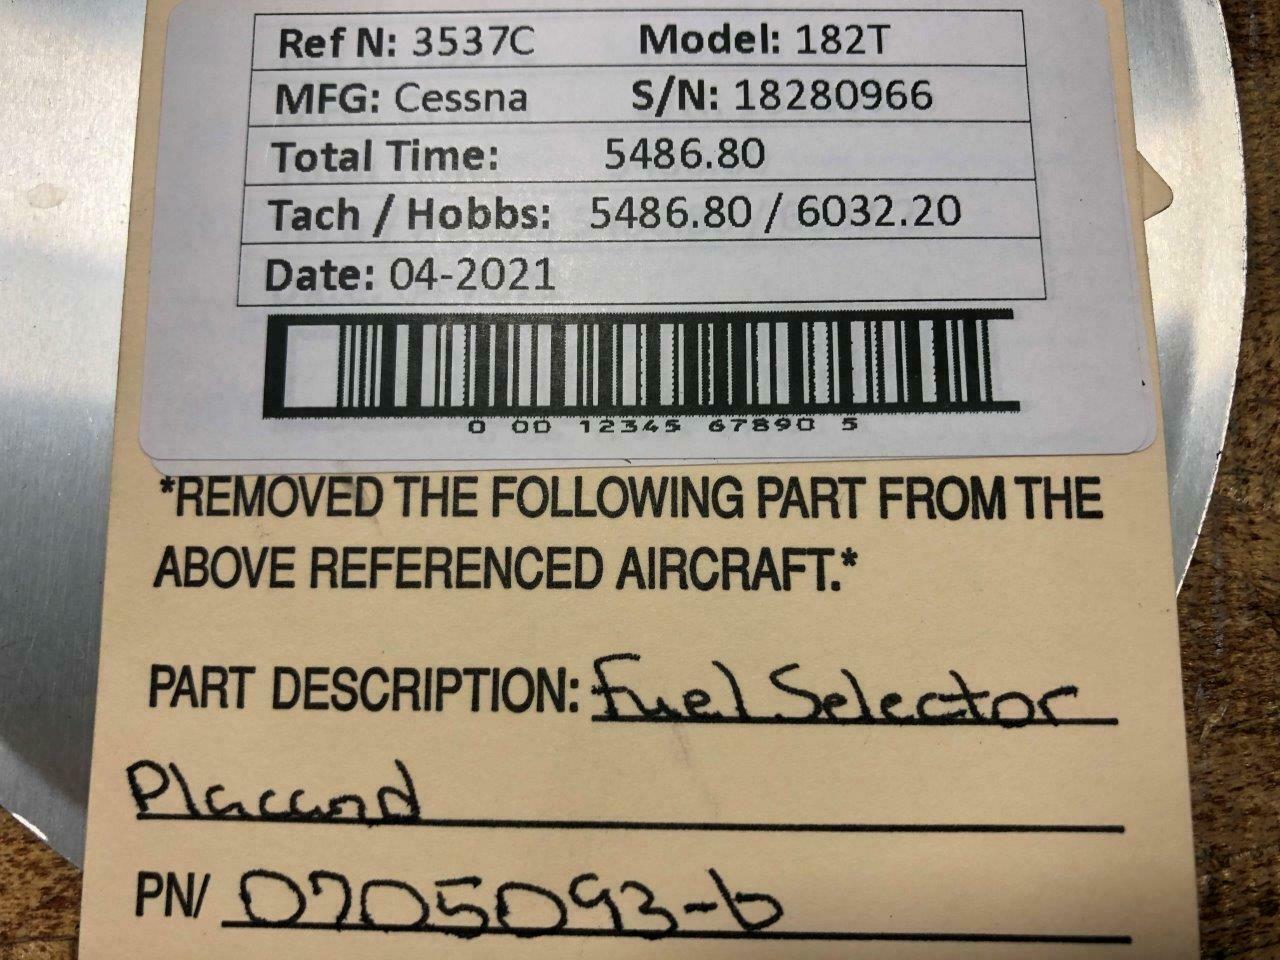 Ref N: 3537C Model: 182T
MFG: Cessna S/N: 18280966
Total Time: 5486.80
Tach / Hobbs: 5486.80 / 6032.20
Date: 04-2021
0 00 12345 67890 5
*REMOVED THE FOLLOWING PART FROM THE
ABOVE REFERENCED AIRCRAFT.*
PART DESCRIPTION: Fuel Selector
Placard
PN/ 0705093-6